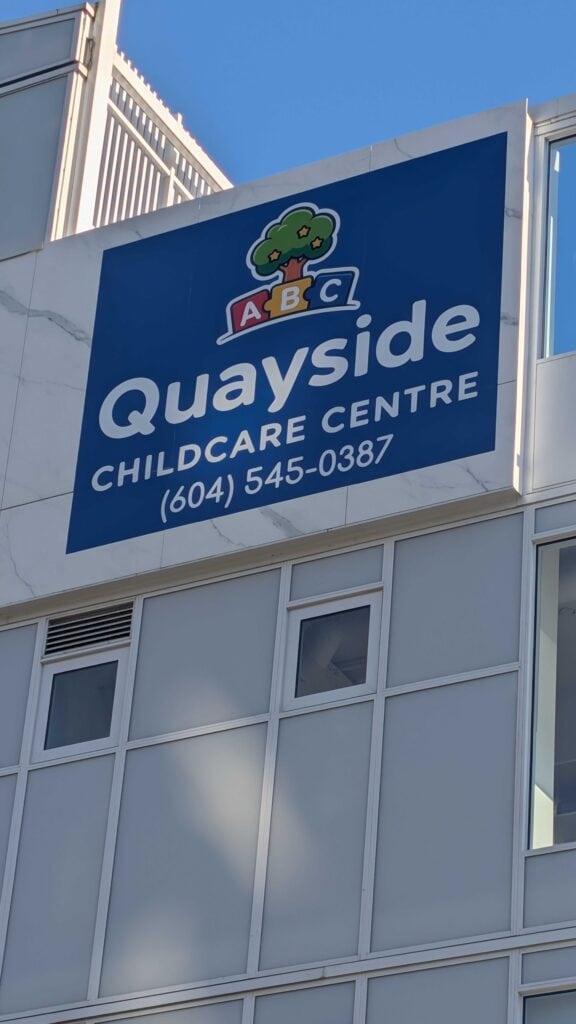 ABC
Quayside
CHILDCARE CENTRE
(604) 545-0387